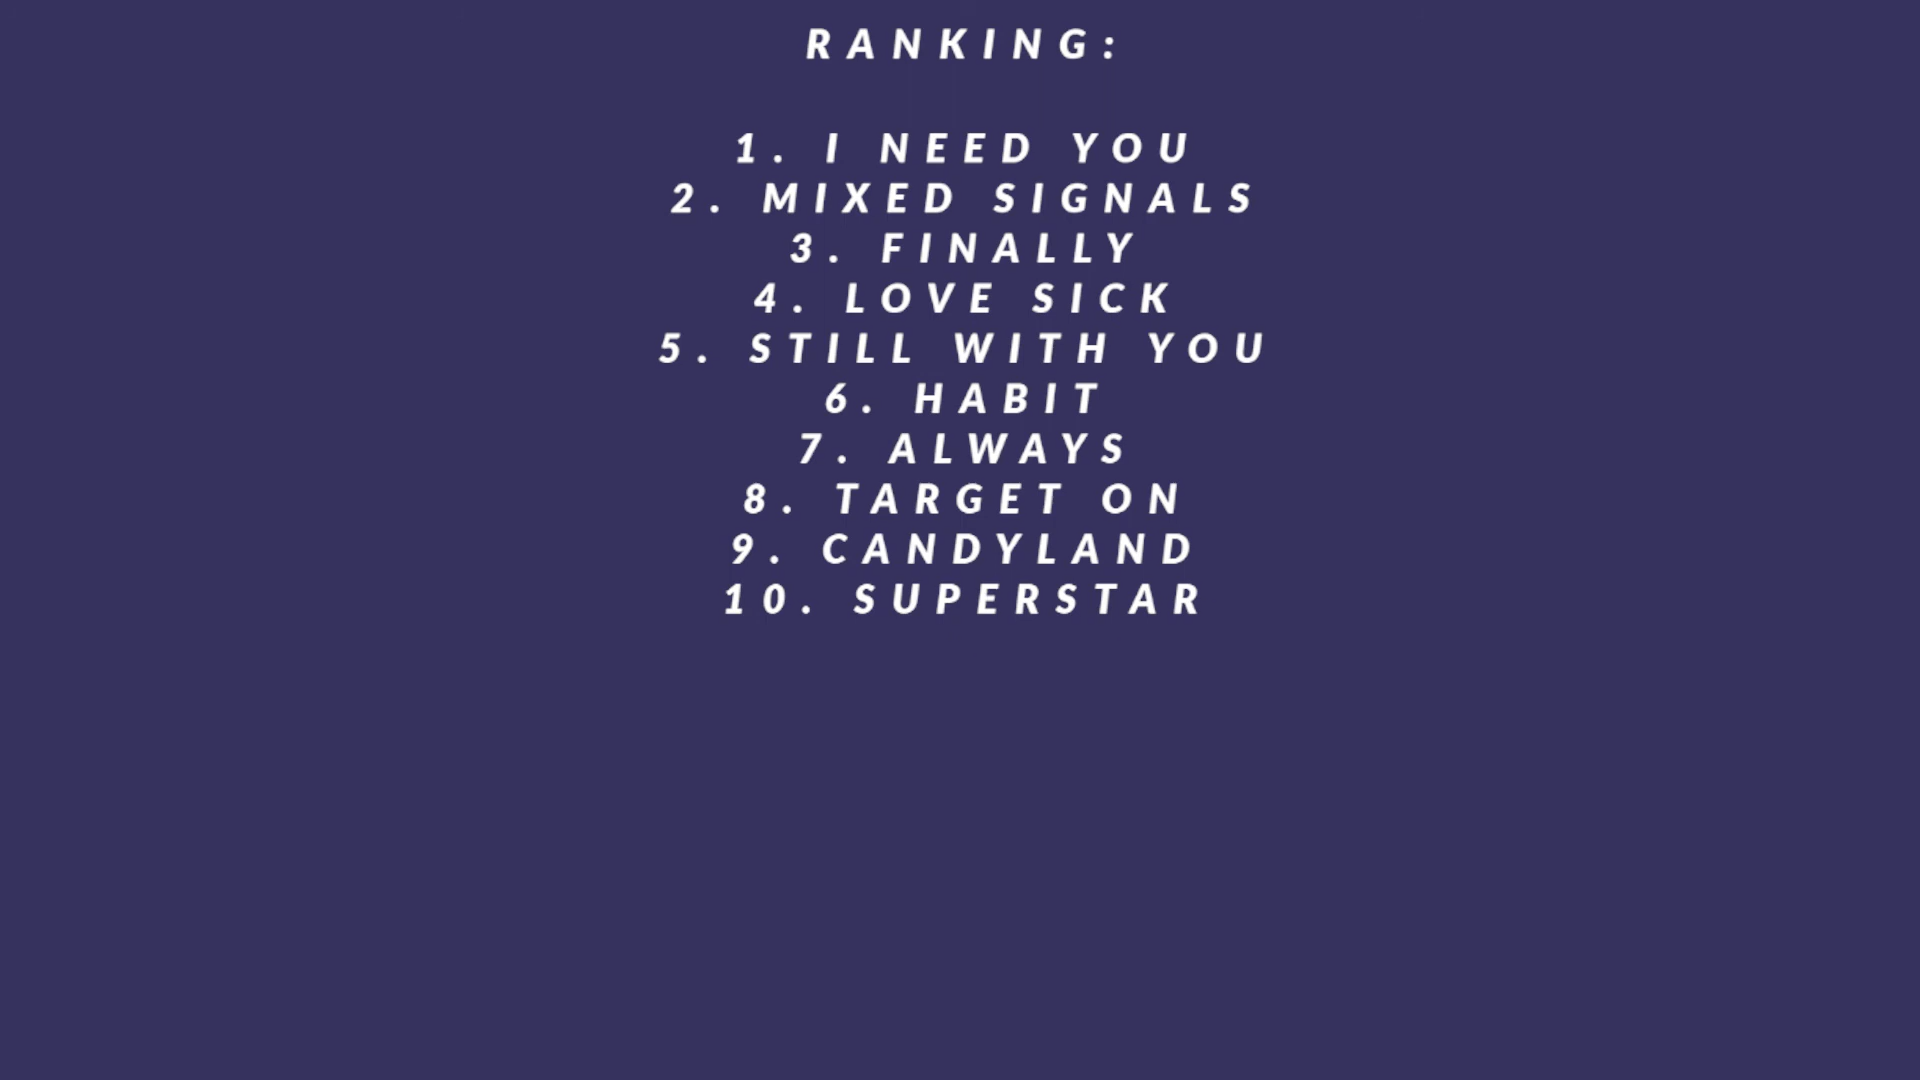 RANKING:
1. I NEED YOU
2. MIXED SIGNALS
3. FINALLY
4. LOVE SICK
5. STILL WITH YOU
6. HABIT
7. ALWAYS
8. TARGET ON
9. CANDYLAND
10. SUPERSTAR